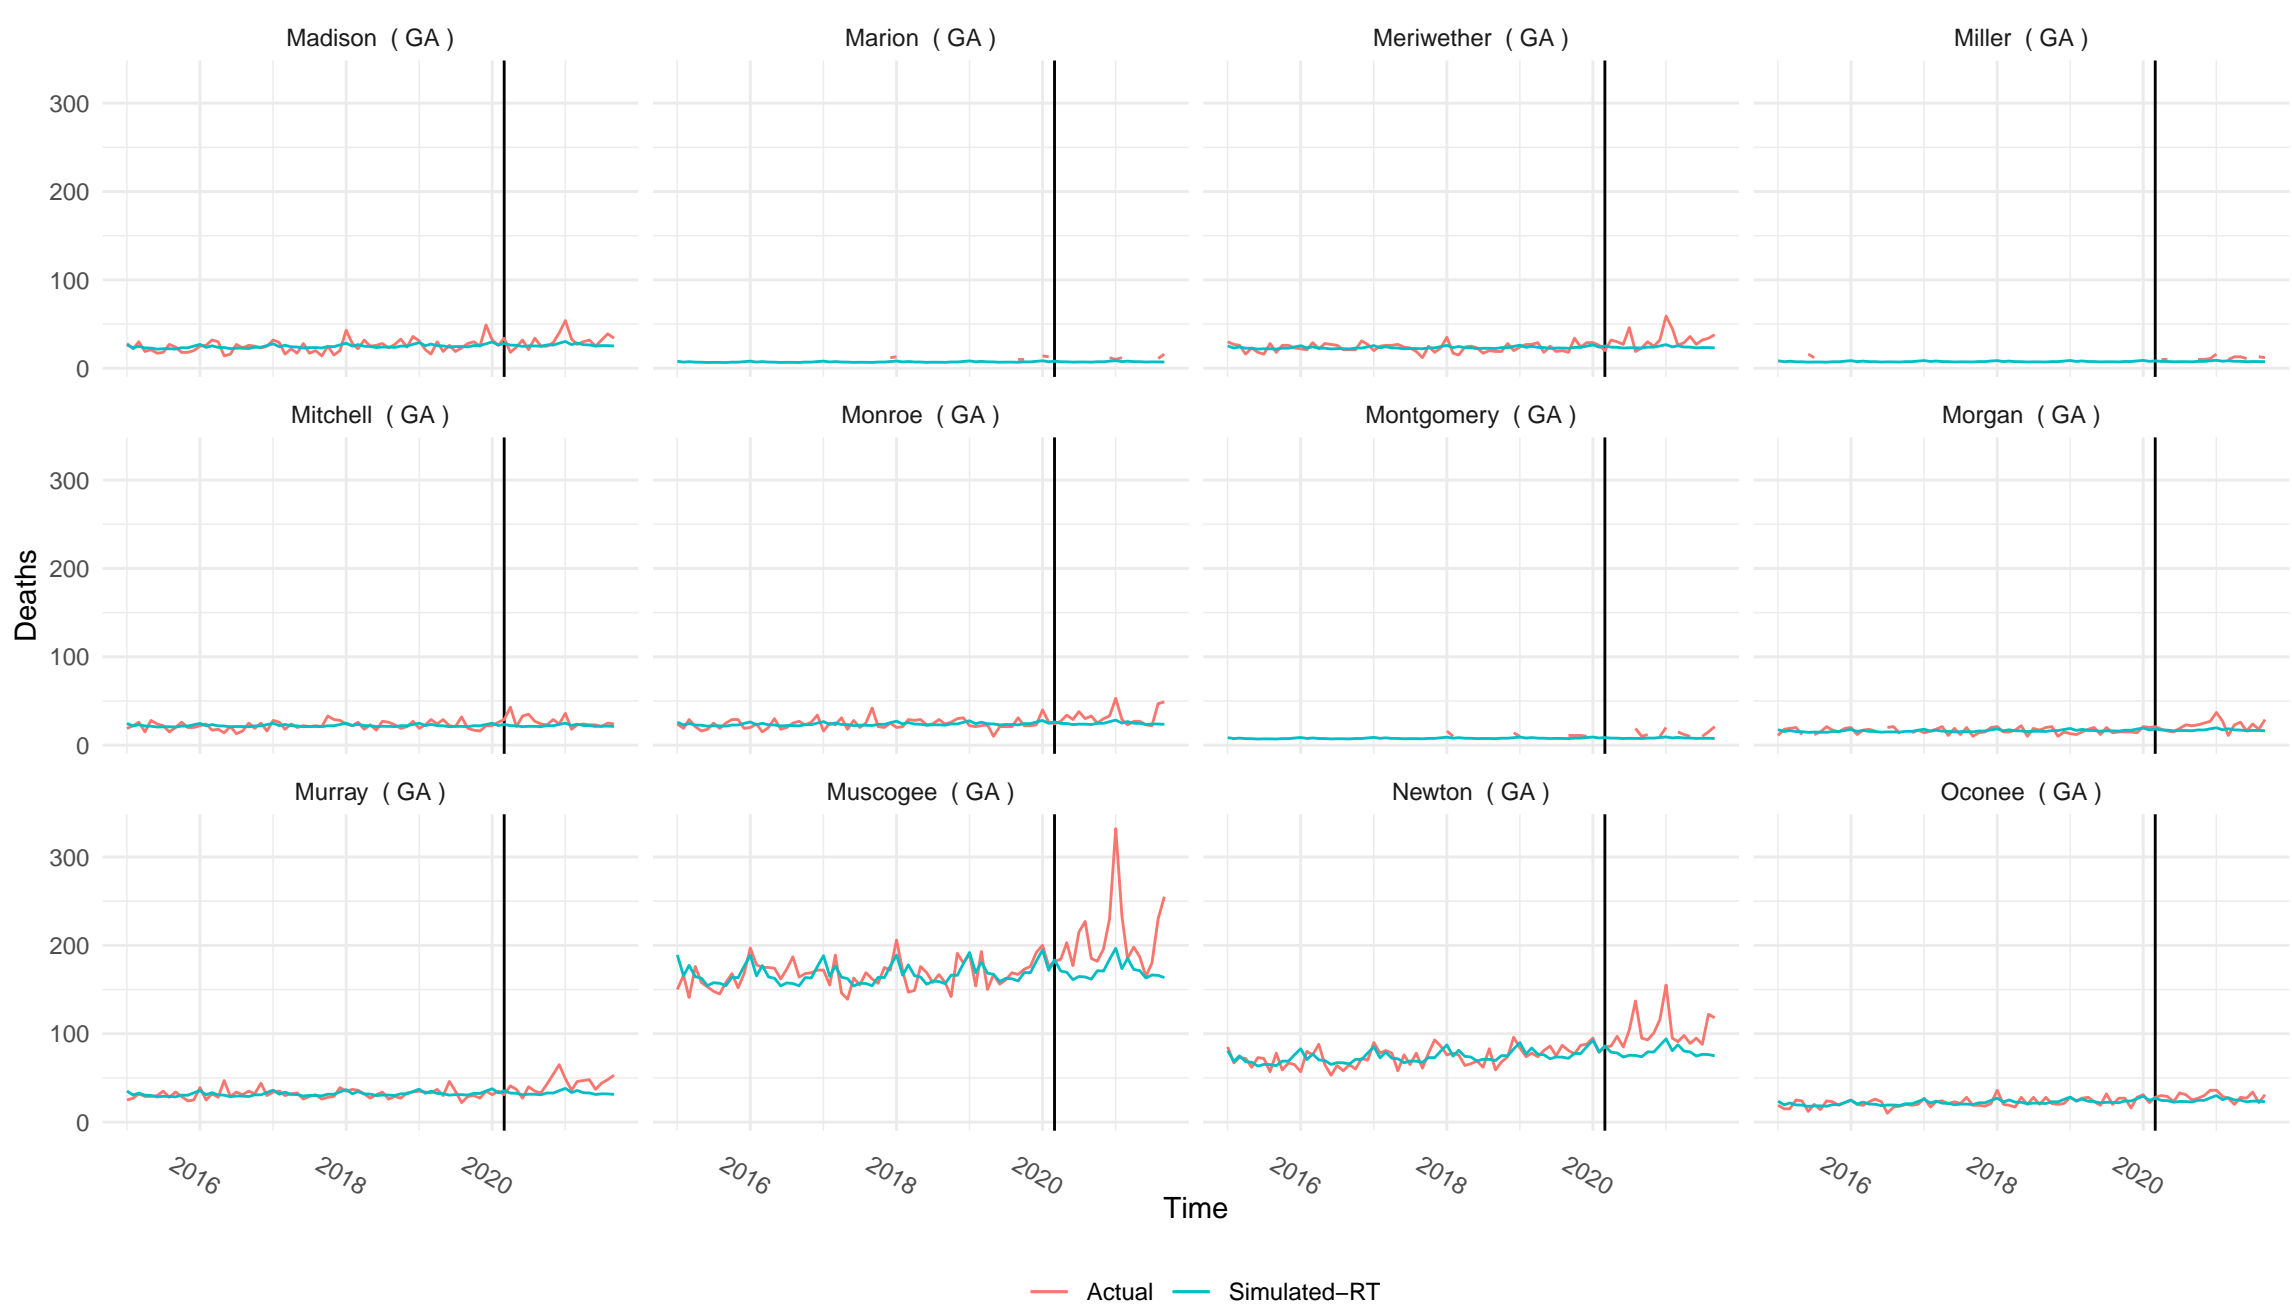 Madison ( GA ) Marion ( GA ) Meriwether ( GA ) Miller ( GA )
300
200
100
0
Mitchell ( GA ) Monroe ( GA ) Montgomery ( GA ) Morgan ( GA )
300
200
100
0
Murray ( GA ) Muscogee ( GA ) Newton ( GA ) Oconee ( GA )
300
200
100
0
Deaths
2016 2018 2020 2016 2018 2020 2016 2018 2020 2016 2018 2020
Time
Actual Simulated−RT